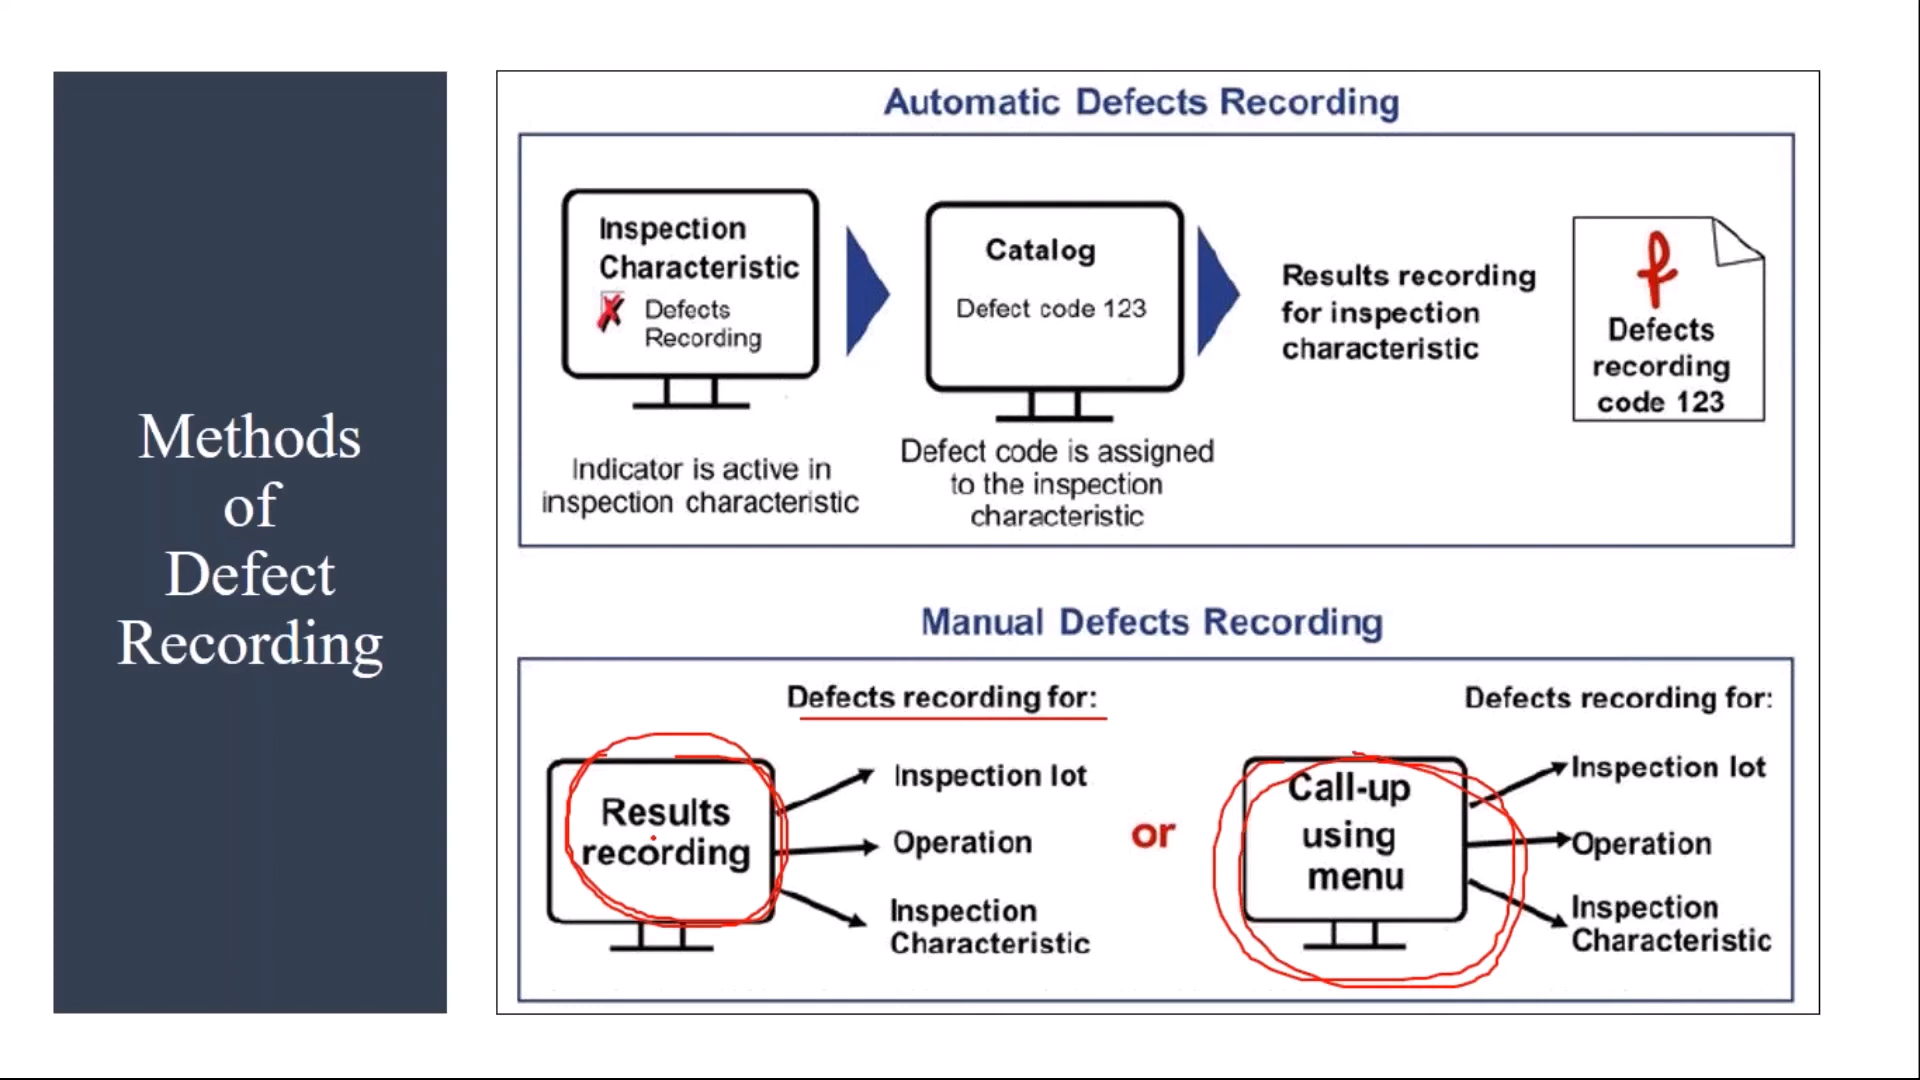 Methods
of
Defect
Recording
Automatic Defects Recording
Inspection
Characteristic
Defects
Recording
Indicator is active in
inspection characteristic
Catalog
Defect code 123
Defect code is assigned
to the inspection
characteristic
Results recording
for inspection
characteristic
Defects
recording
code 123
Manual Defects Recording
Defects recording for:
Results
recording
Inspection lot
Operation
Inspection
Characteristic
or
Defects recording for:
Call-up
using
menu
Inspection lot
Operation
Inspection
Characteristic